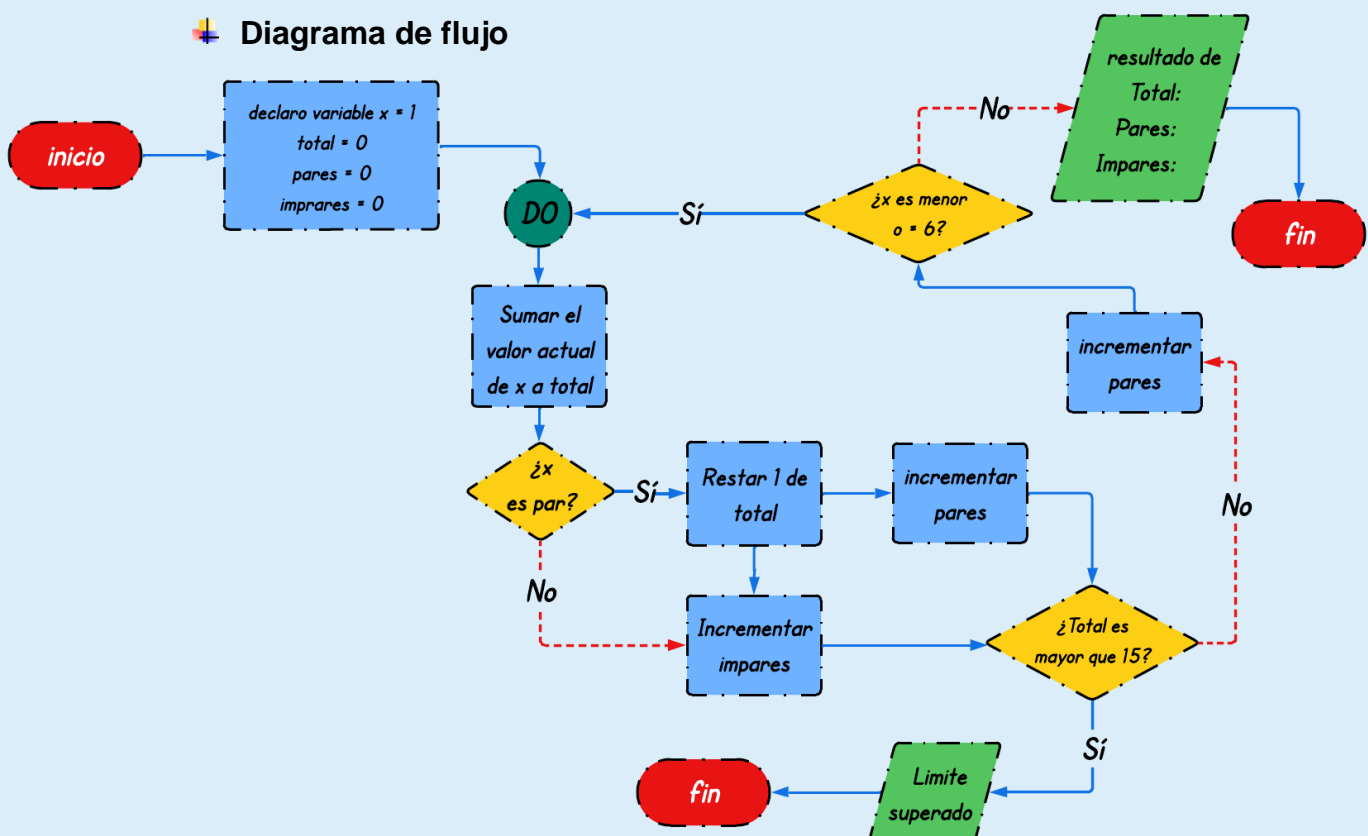 Diagrama de flujo
inicio
declaro variable x = 1
total = 0
pares = 0
imprares = 0
DO
Sumar el
valor actual
de x a total
¿x
es par?
Sí
Restar 1 de
total
incrementar
pares
No
Incrementar
impares
¿Total es
mayor que 15?
Sí
Limite
superado
fin
No
incrementar
pares
¿x es menor
o = 6?
Sí
No
resultado de
Total:
Pares:
Impares:
fin